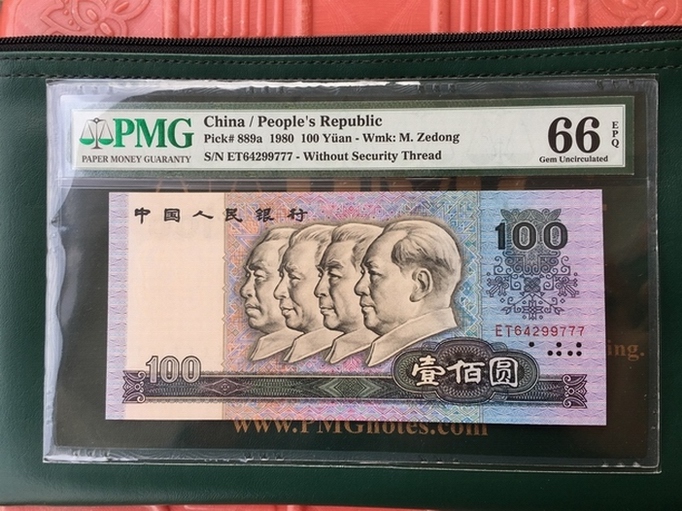 PMG
PAPER MONEY GUARANTY
China / People's Republic
Pick# 889a 1980 100 Yüan - Wmk: M. Zedong
S/N ET64299777 - Without Security Thread
66 EPQ
Gem Uncirculated
中国人民银行
100
ET64299777
100
壹佰圆
ing.
www.PMGnotes.com